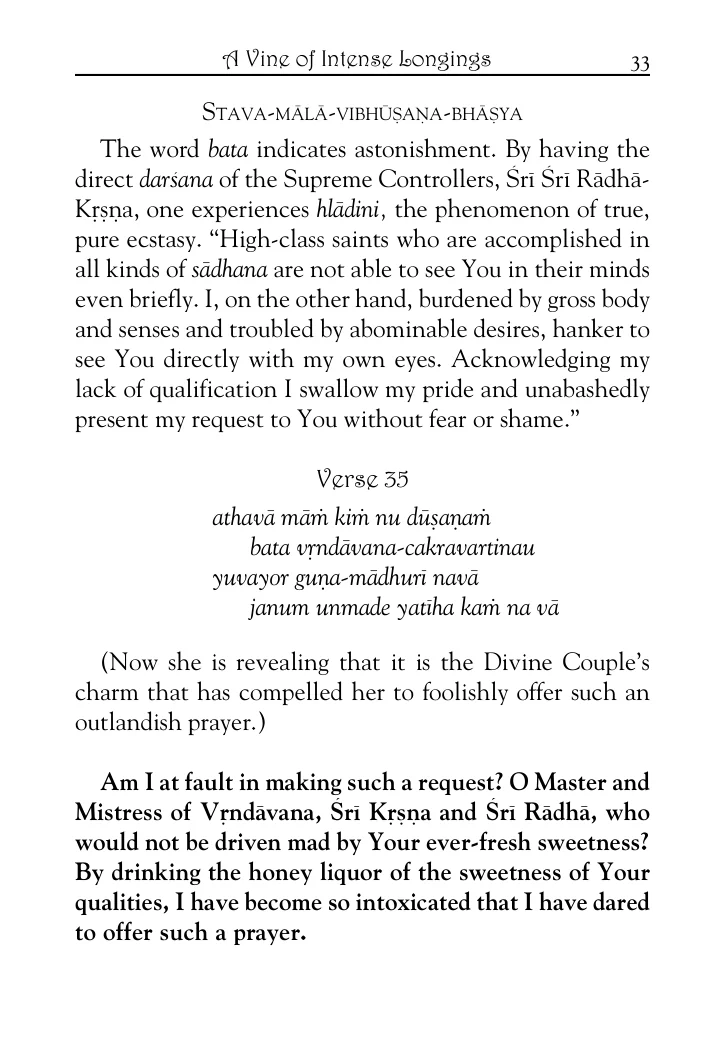 A Vine of Intense Longings 33
STAVA-MĀLĀ-VIBHŪṢAṆA-BHĀṢYA
The word bata indicates astonishment. By having the
direct darśana of the Supreme Controllers, Śrī Śrī Rādhā-
Kṛṣṇa, one experiences hlādini, the phenomenon of true,
pure ecstasy. “High-class saints who are accomplished in
all kinds of sādhana are not able to see You in their minds
even briefly. I, on the other hand, burdened by gross body
and senses and troubled by abominable desires, hanker to
see You directly with my own eyes. Acknowledging my
lack of qualification I swallow my pride and unabashedly
present my request to You without fear or shame.”
Verse 35
athavā māṁ kiṁ nu dūṣaṇaṁ
bata vṛndāvana-cakravartinau
yuvayor guṇa-mādhurī navā
janum unmade yatīha kaṁ na vā
(Now she is revealing that it is the Divine Couple’s
charm that has compelled her to foolishly offer such an
outlandish prayer.)
Am I at fault in making such a request? O Master and
Mistress of Vṛndāvana, Śrī Kṛṣṇa and Śrī Rādhā, who
would not be driven mad by Your ever-fresh sweetness?
By drinking the honey liquor of the sweetness of Your
qualities, I have become so intoxicated that I have dared
to offer such a prayer.